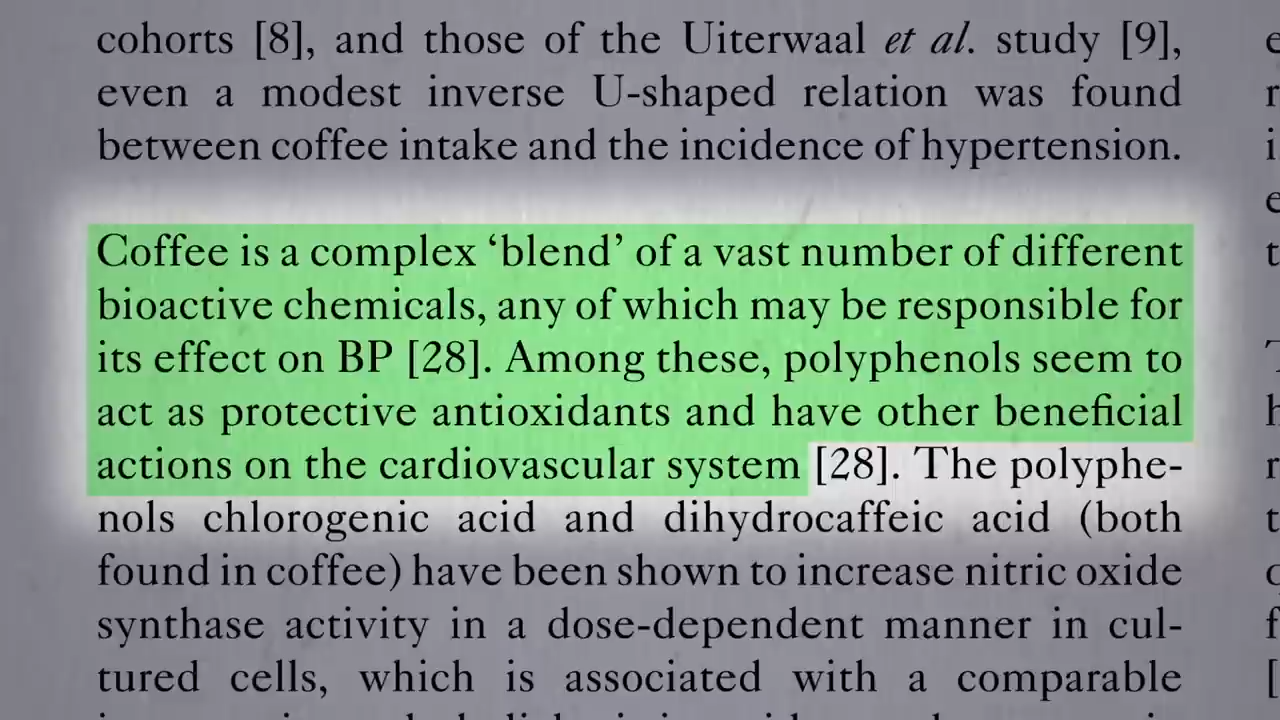 cohorts [8], and those of the Uiterwaal et al. study [9],
even a modest inverse U-shaped relation was found
between coffee intake and the incidence of hypertension.
Coffee is a complex ‘blend’ of a vast number of different
bioactive chemicals, any of which may be responsible for
its effect on BP [28]. Among these, polyphenols seem to
act as protective antioxidants and have other beneficial
actions on the cardiovascular system [28]. The polyphe-
nols chlorogenic acid and dihydrocaffeic acid (both
found in coffee) have been shown to increase nitric oxide
synthase activity in a dose-dependent manner in cul-
tured cells, which is associated with a comparable